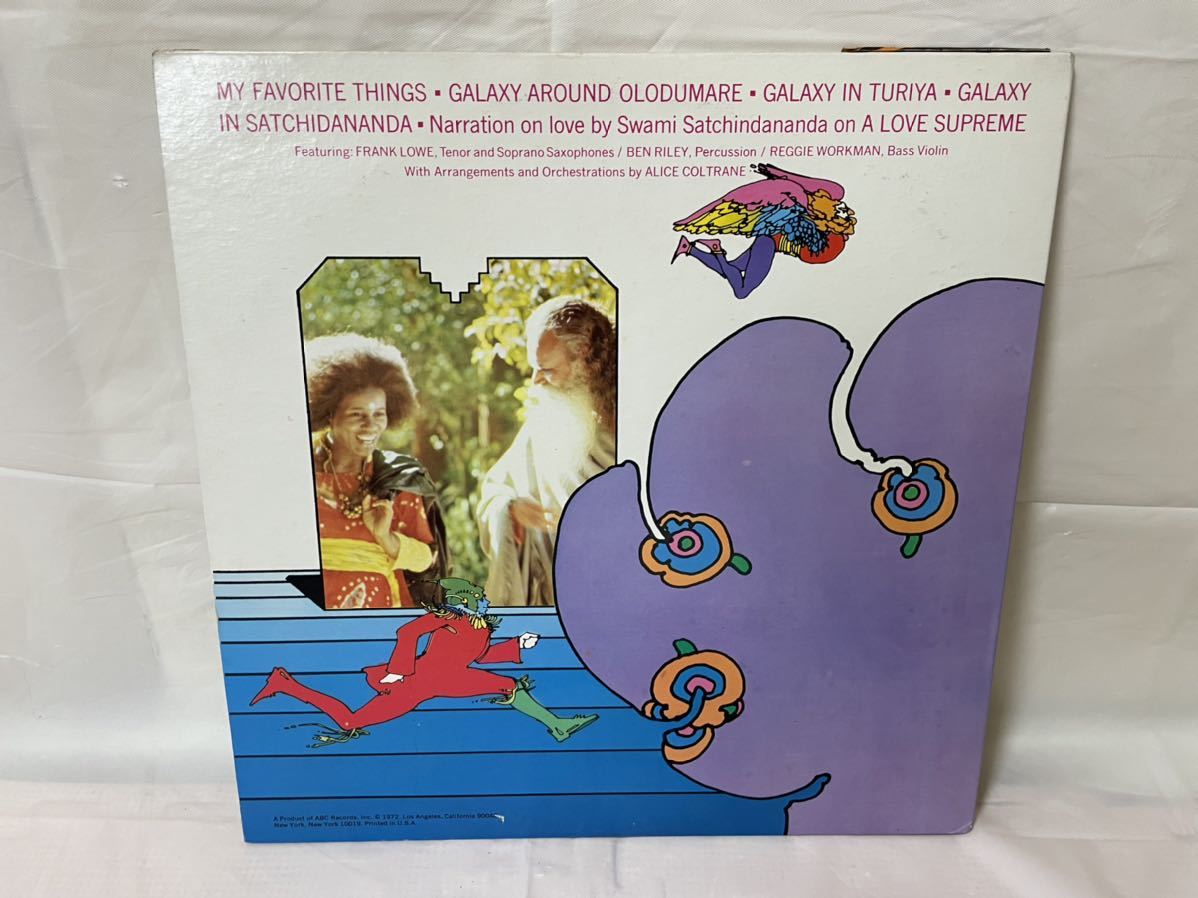 MY FAVORITE THINGS ▪ GALAXY AROUND OLODUMARE ▪ GALAXY IN TURIYA ▪ GALAXY
IN SATCHIDANANDA ▪ Narration on love by Swami Satchindananda on A LOVE SUPREME
Featuring: FRANK LOWE, Tenor and Soprano Saxophones / BEN RILEY, Percussion / REGGIE WORKMAN, Bass Violin
With Arrangements and Orchestrations by ALICE COLTRANE
A Product of ABC Records, Inc. © 1972, Los Angeles, California
New York, New York 10019. Printed in U.S.A.